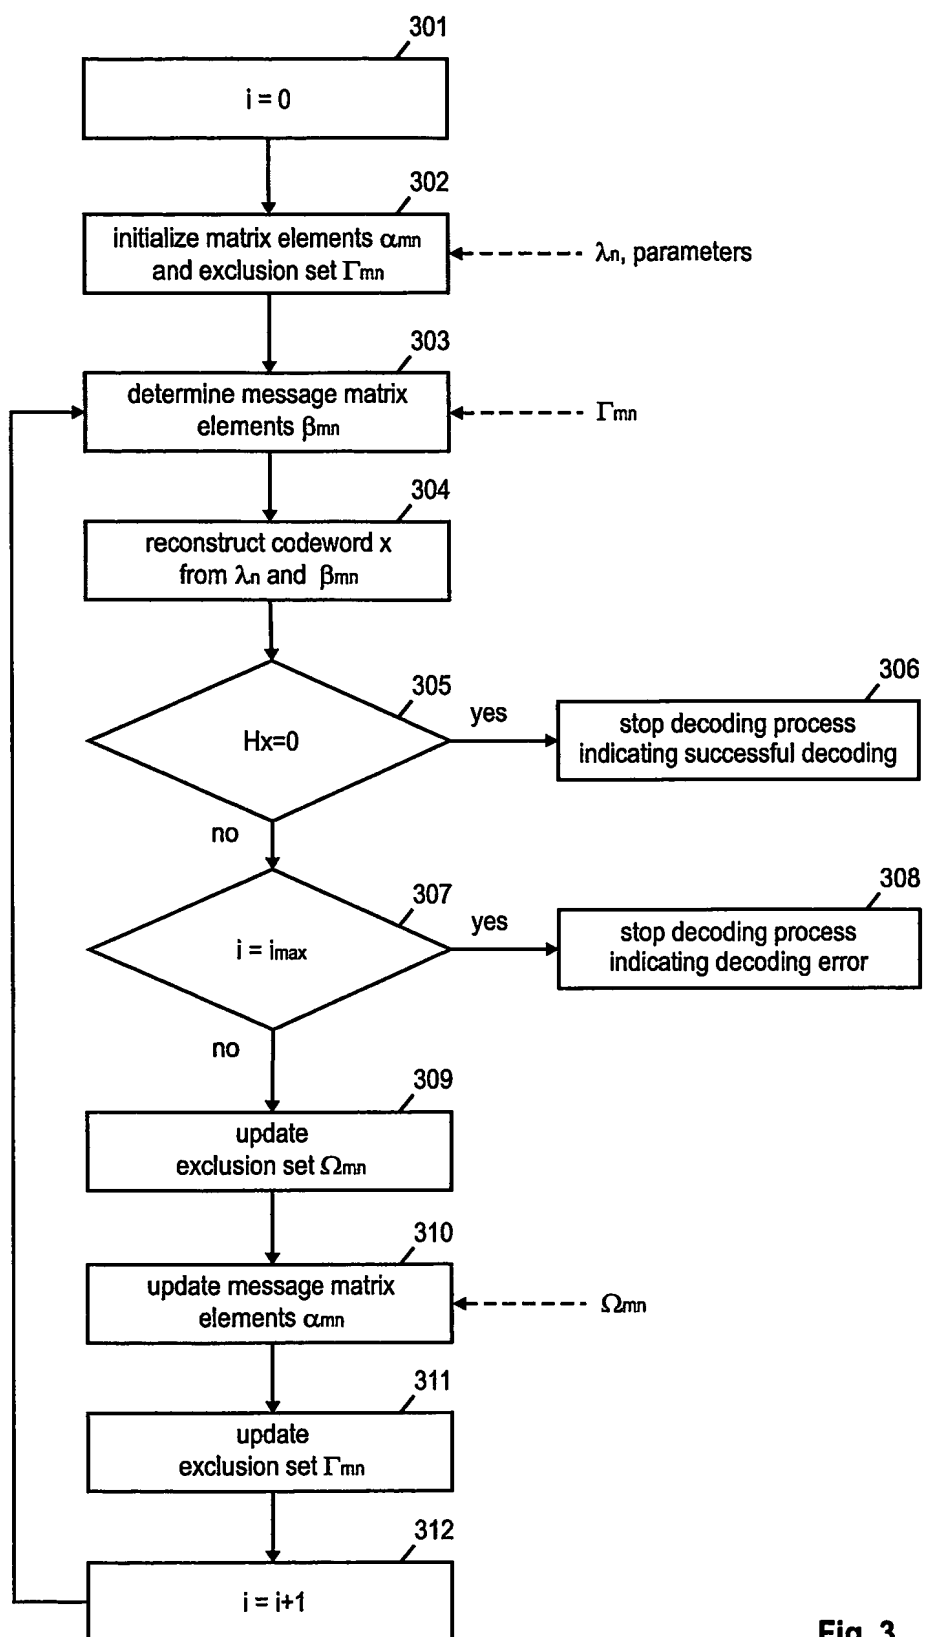 301
i = 0
302
initialize matrix elements αmn
and exclusion set Γmn
λn, parameters
303
determine message matrix
elements βmn
Γmn
304
reconstruct codeword x
from λn and βmn
305
Hx=0
yes
306
stop decoding process
indicating successful decoding
no
307
i = imax
yes
308
stop decoding process
indicating decoding error
no
309
update
exclusion set Ωmn
310
update message matrix
elements αmn
Ωmn
311
update
exclusion set Γmn
312
i = i+1
Fig. 3